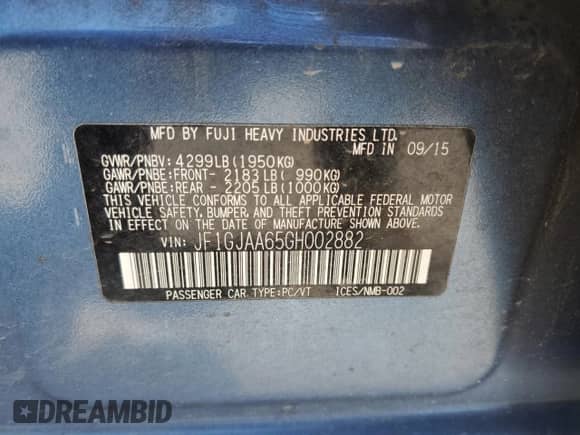 MFD BY FUJI HEAVY INDUSTRIES LTD.
MFD IN 09/15
GVWR/PNBV: 4299LB(1950KG)
GAWR/PNBE:FRONT- 2183LB( 990KG)
GAWR/PNBE:REAR - 2205LB(1000KG)
THIS VEHICLE CONFORMS TO ALL APPLICABLE FEDERAL MOTOR
VEHICLE SAFETY, BUMPER, AND THEFT PREVENTION STANDARDS
IN EFFECT ON THE DATE OF MANUFACTURE SHOWN ABOVE.
VIN: JF1GJAA65GH002882
PASSENGER CAR TYPE:PC/VT ICES/NMB-002
DREAMBID